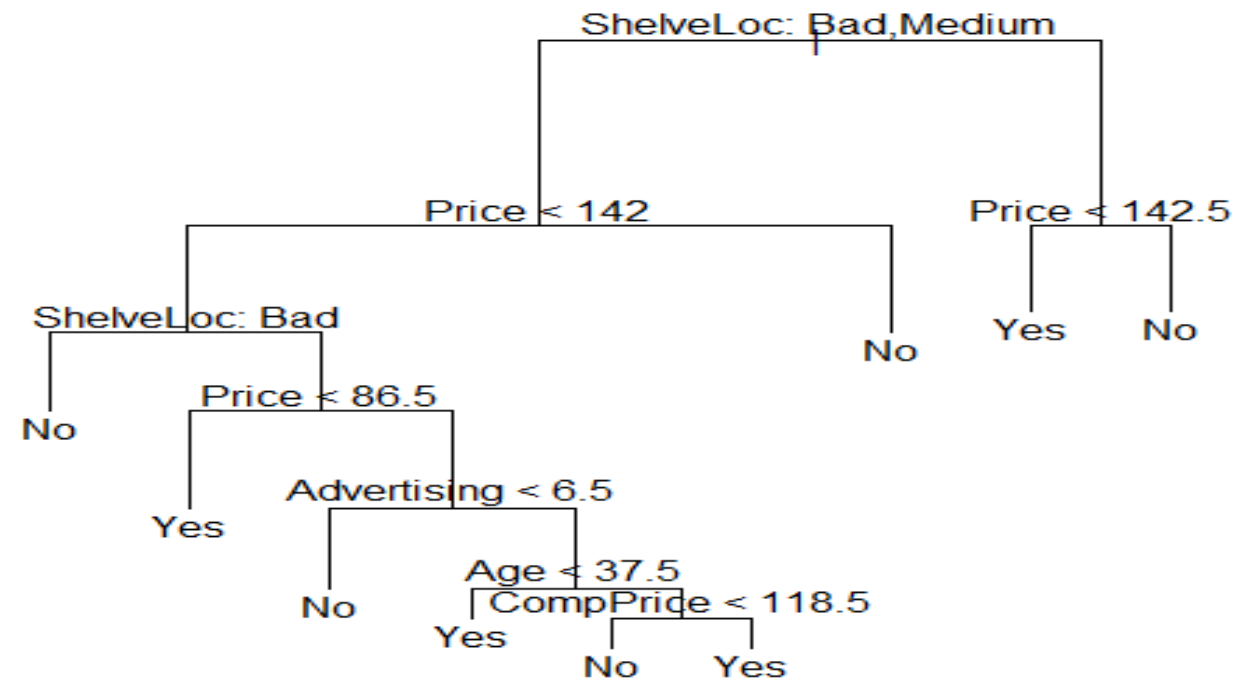 ShelveLoc: Bad,Medium
Price < 142
Price < 142.5
ShelveLoc: Bad
Yes
No
No
Price < 86.5
No
Advertising < 6.5
Yes
Age < 37.5
CompPrice < 118.5
No
Yes
No
Yes